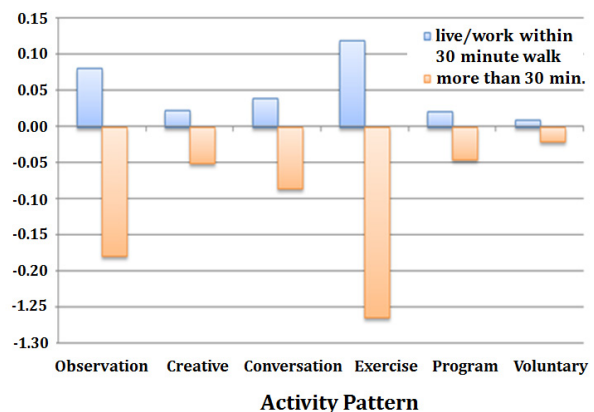 0.15
0.10
0.05
0.00
-0.05
-0.10
-0.15
-0.20
-1.25
-1.30
live/work within
30 minute walk
more than 30 min.
Observation Creative Conversation Exercise Program Voluntary
Activity Pattern